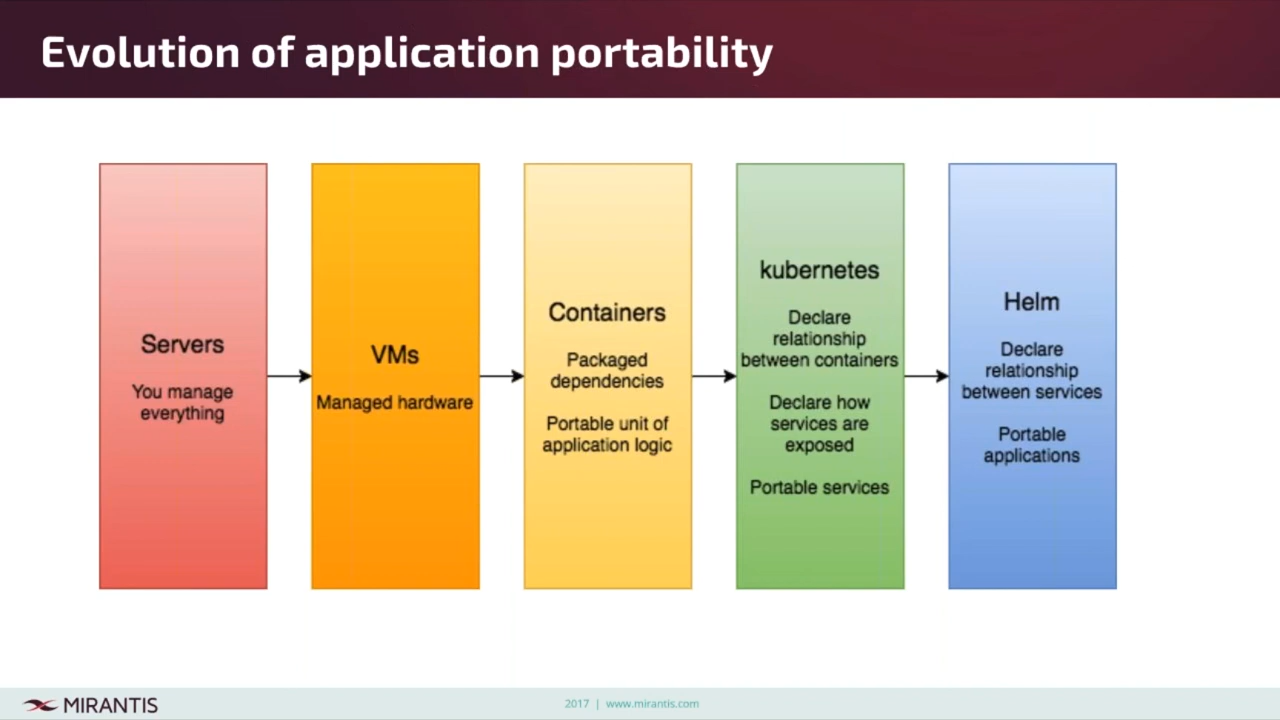 Evolution of application portability
Servers
You manage
everything
VMs
Managed hardware
Containers
Packaged
dependencies
Portable unit of
application logic
kubernetes
Declare
relationship
between containers
Declare how
services are
exposed
Portable services
Helm
Declare
relationship
between services
Portable
applications
MIRANTIS
2017 | www.mirantis.com